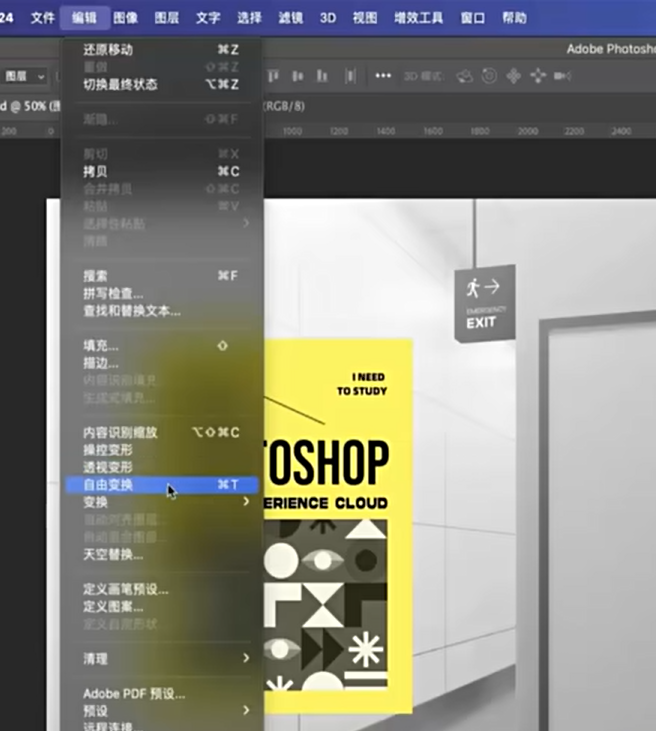 24 文件 编辑 图像 图层 文字 选择 滤镜 3D 视图 增效工具 窗口 帮助
Adobe Photosh
还原移动 ⌘Z
重做 ⇧⌘Z
切换最终状态 ⌥⌘Z
图层
3D 模式:
d @ 50% (图
(RGB/8)
渐隐... ⇧⌘F
200 0 1000 1200 1400 1600 1800 2000 2200 2400
剪切 ⌘X
拷贝 ⌘C
合并拷贝 ⇧⌘C
粘贴 ⌘V
选择性粘贴
清除
搜索 ⌘F
拼写检查...
查找和替换文本...
填充... ⇧
描边...
内容识别填充...
生成式填充...
内容识别缩放 ⌥⇧⌘C
操控变形
透视变形
自由变换 ⌘T
变换
自动对齐图层...
自动混合图层...
天空替换...
定义画笔预设...
定义图案...
定义自定形状...
清理
Adobe PDF 预设...
预设
远程连接...
EMERGENCY
EXIT
I NEED
TO STUDY
TOSHOP
ERIENCE CLOUD